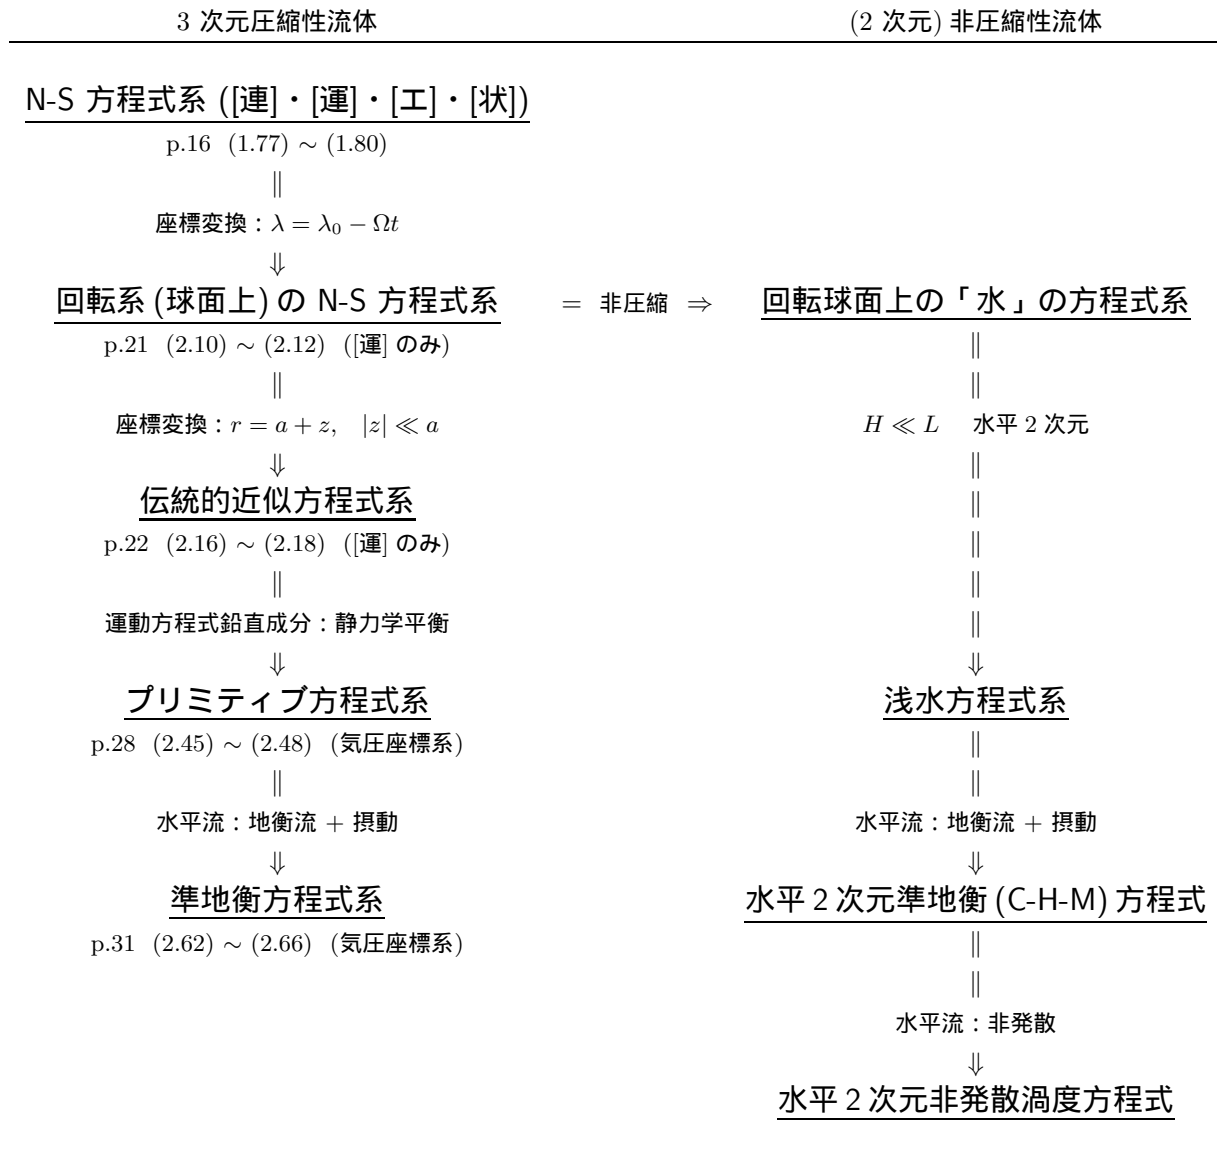 3 次元圧縮性流体 (2 次元) 非圧縮性流体
N-S 方程式系 ([連]・[運]・[エ]・[状])
p.16 (1.77) ∼ (1.80)
||
座標変換 : λ = λ₀ − Ωt
⇓
回転系 (球面上) の N-S 方程式系 = 非圧縮 ⇒ 回転球面上の「水」の方程式系
p.21 (2.10) ∼ (2.12) ([運] のみ) ||
|| ||
座標変換 : r = a + z, |z| ≪ a H ≪ L 水平 2 次元
⇓ ||
伝統的近似方程式系 ||
p.22 (2.16) ∼ (2.18) ([運] のみ) ||
|| ||
運動方程式鉛直成分 : 静力学平衡 ||
⇓ ⇓
プリミティブ方程式系 浅水方程式系
p.28 (2.45) ∼ (2.48) (気圧座標系) ||
|| ||
水平流 : 地衡流 + 摂動 水平流 : 地衡流 + 摂動
⇓ ⇓
準地衡方程式系 水平 2 次元準地衡 (C-H-M) 方程式
p.31 (2.62) ∼ (2.66) (気圧座標系) ||
||
水平流 : 非発散
⇓
水平 2 次元非発散渦度方程式